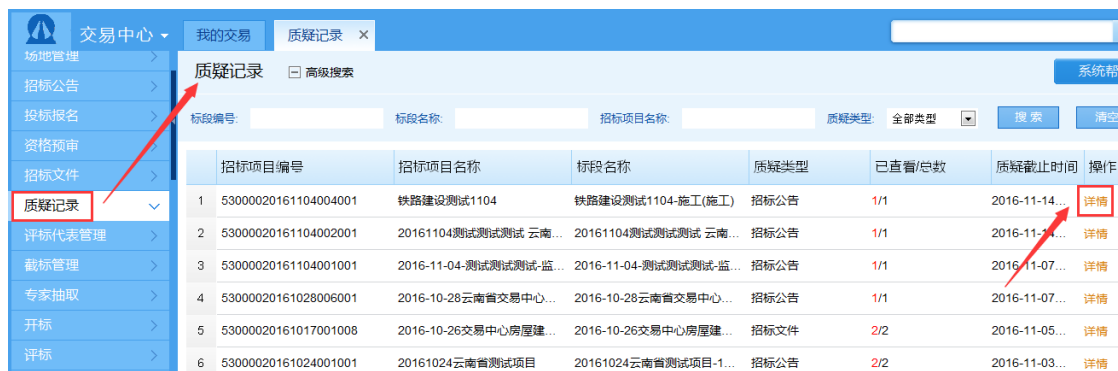 交易中心 我的交易 质疑记录 ×
场地管理
招标公告
投标报名
资格预审
招标文件
质疑记录
评标代表管理
截标管理
专家抽取
开标
评标
质疑记录 高级搜索 系统帮
标段编号: 标段名称: 招标项目名称: 质疑类型: 全部类型 搜索 清空
招标项目编号 招标项目名称 标段名称 质疑类型 已查看/总数 质疑截止时间 操作
1 53000020161104004001 铁路建设测试1104 铁路建设测试1104-施工(施工) 招标公告 1/1 2016-11-14... 详情
2 53000020161104002001 20161104测试测试测试 云南... 20161104测试测试测试 云南... 招标公告 1/1 2016-11-14... 详情
3 53000020161104001001 2016-11-04-测试测试测试-监... 2016-11-04-测试测试测试-监... 招标公告 1/1 2016-11-07... 详情
4 53000020161028006001 2016-10-28云南省交易中心... 2016-10-28云南省交易中心... 招标公告 1/1 2016-11-07... 详情
5 53000020161017001008 2016-10-26交易中心房屋建... 2016-10-26交易中心房屋建... 招标文件 2/2 2016-11-05... 详情
6 53000020161024001001 20161024云南省测试项目 20161024云南省测试项目-1... 招标公告 2/2 2016-11-03... 详情